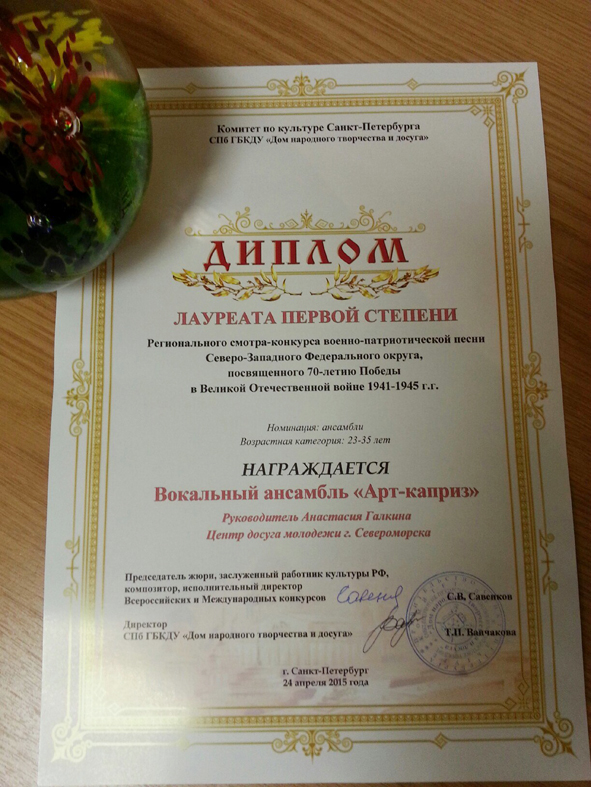 Комитет по культуре Санкт-Петербурга
СПб ГБКДУ «Дом народного творчества и досуга»
ДИПЛОМ
ЛАУРЕАТА ПЕРВОЙ СТЕПЕНИ
Регионального смотра-конкурса военно-патриотической песни
Северо-Западного Федерального округа,
посвященного 70-летию Победы
в Великой Отечественной войне 1941-1945 г.г.
Номинация: ансамбли
Возрастная категория: 23-35 лет
НАГРАЖДАЕТСЯ
Вокальный ансамбль «Арт-каприз»
Руководитель Анастасия Галкина
Центр досуга молодежи г. Североморска
Председатель жюри, заслуженный работник культуры РФ,
композитор, исполнительный директор
Всероссийских и Международных конкурсов С.В. Савенков
Директор
СПб ГБКДУ «Дом народного творчества и досуга» Т.П. Вайчакова
г. Санкт-Петербург
24 апреля 2015 года